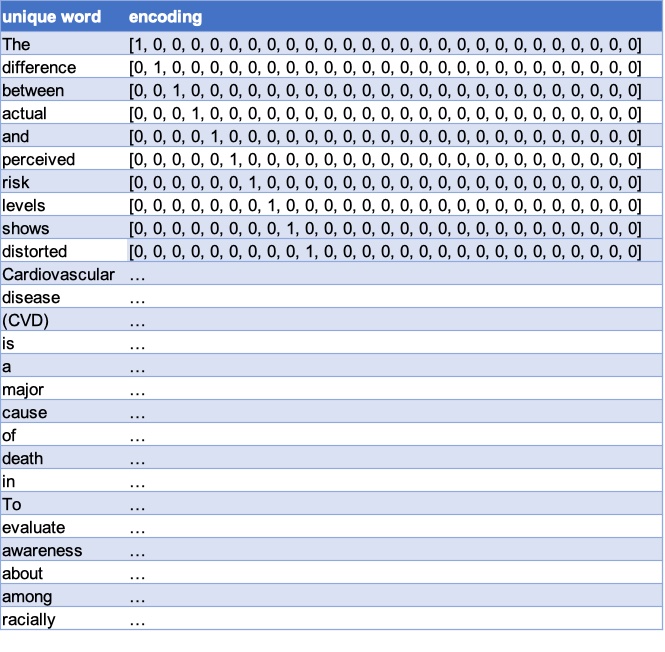 unique word encoding
The [1, 0, 0, 0, 0, 0, 0, 0, 0, 0, 0, 0, 0, 0, 0, 0, 0, 0, 0, 0, 0, 0, 0, 0, 0, 0, 0]
difference [0, 1, 0, 0, 0, 0, 0, 0, 0, 0, 0, 0, 0, 0, 0, 0, 0, 0, 0, 0, 0, 0, 0, 0, 0, 0, 0]
between [0, 0, 1, 0, 0, 0, 0, 0, 0, 0, 0, 0, 0, 0, 0, 0, 0, 0, 0, 0, 0, 0, 0, 0, 0, 0, 0]
actual [0, 0, 0, 1, 0, 0, 0, 0, 0, 0, 0, 0, 0, 0, 0, 0, 0, 0, 0, 0, 0, 0, 0, 0, 0, 0, 0]
and [0, 0, 0, 0, 1, 0, 0, 0, 0, 0, 0, 0, 0, 0, 0, 0, 0, 0, 0, 0, 0, 0, 0, 0, 0, 0, 0]
perceived [0, 0, 0, 0, 0, 1, 0, 0, 0, 0, 0, 0, 0, 0, 0, 0, 0, 0, 0, 0, 0, 0, 0, 0, 0, 0, 0]
risk [0, 0, 0, 0, 0, 0, 1, 0, 0, 0, 0, 0, 0, 0, 0, 0, 0, 0, 0, 0, 0, 0, 0, 0, 0, 0, 0]
levels [0, 0, 0, 0, 0, 0, 0, 1, 0, 0, 0, 0, 0, 0, 0, 0, 0, 0, 0, 0, 0, 0, 0, 0, 0, 0, 0]
shows [0, 0, 0, 0, 0, 0, 0, 0, 1, 0, 0, 0, 0, 0, 0, 0, 0, 0, 0, 0, 0, 0, 0, 0, 0, 0, 0]
distorted [0, 0, 0, 0, 0, 0, 0, 0, 0, 1, 0, 0, 0, 0, 0, 0, 0, 0, 0, 0, 0, 0, 0, 0, 0, 0, 0]
Cardiovascular …
disease …
(CVD) …
is …
a …
major …
cause …
of …
death …
in …
To …
evaluate …
awareness …
about …
among …
racially …